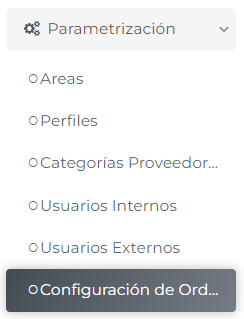 Parametrización
Areas
Perfiles
Categorías Proveedor...
Usuarios Internos
Usuarios Externos
Configuración de Ord...